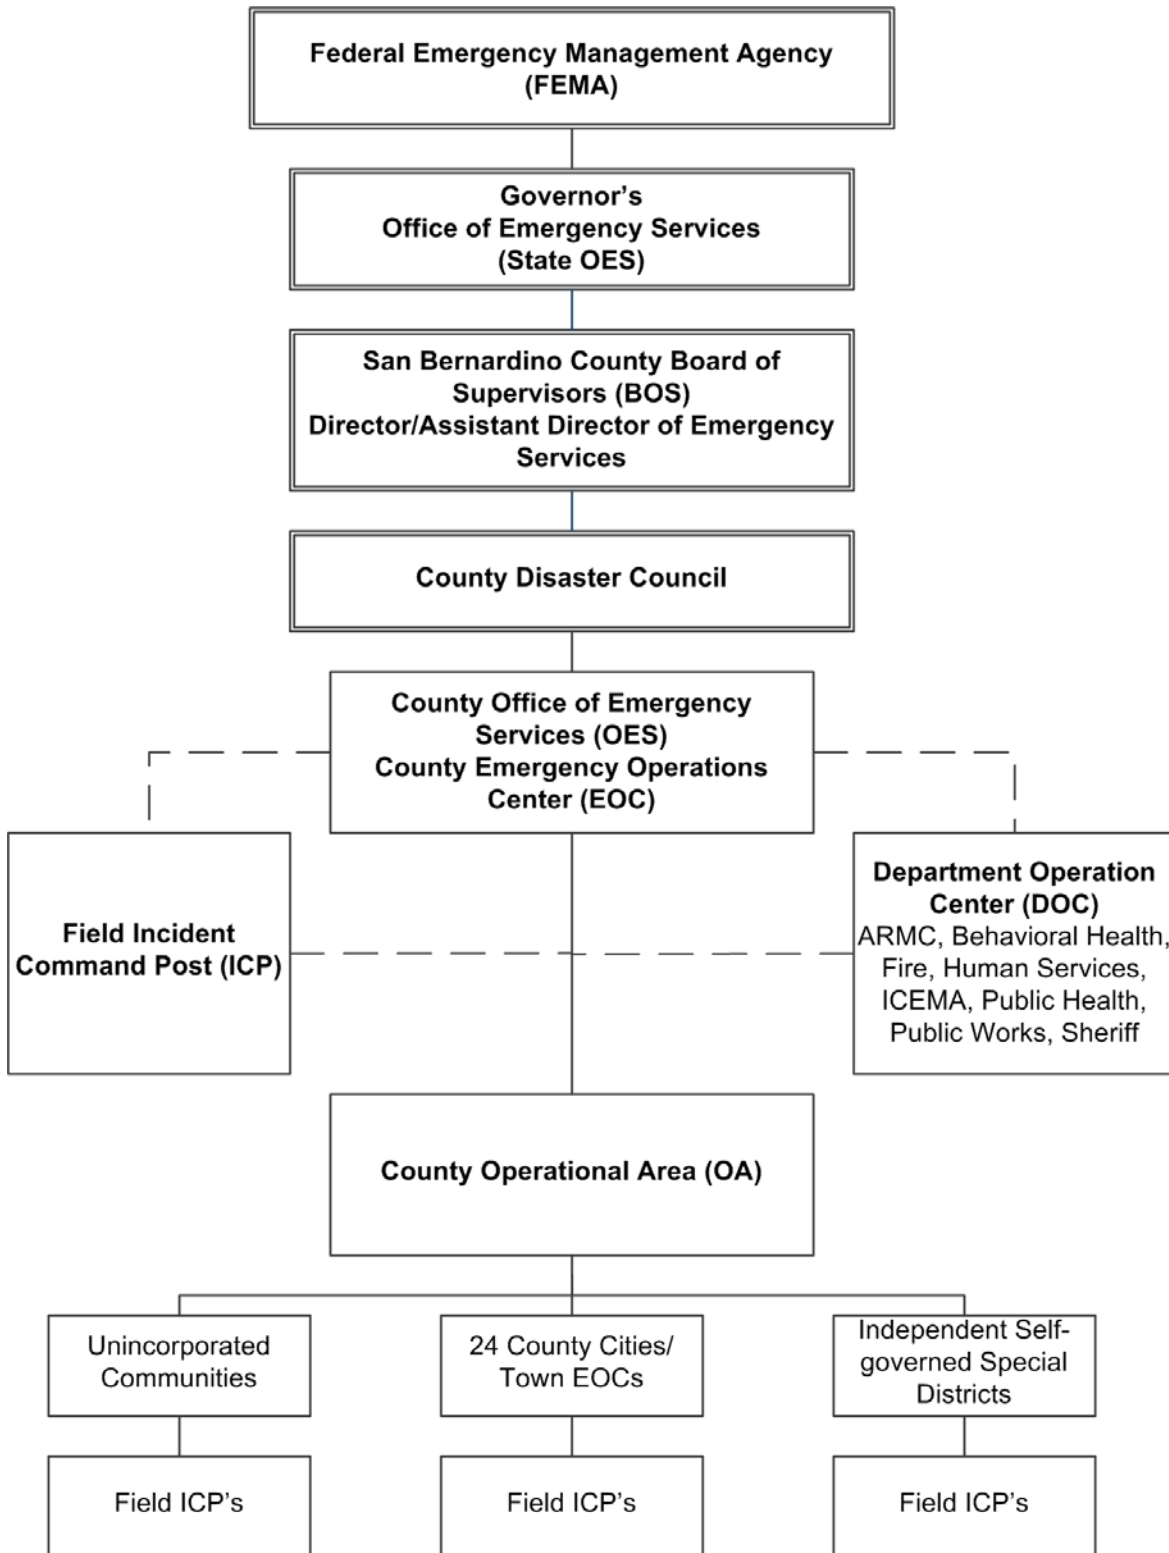 Federal Emergency Management Agency
(FEMA)
Governor’s
Office of Emergency Services
(State OES)
San Bernardino County Board of
Supervisors (BOS)
Director/Assistant Director of Emergency
Services
County Disaster Council
County Office of Emergency
Services (OES)
County Emergency Operations
Center (EOC)
Field Incident
Command Post (ICP)
Department Operation
Center (DOC)
ARMC, Behavioral Health,
Fire, Human Services,
ICEMA, Public Health,
Public Works, Sheriff
County Operational Area (OA)
Unincorporated
Communities
24 County Cities/
Town EOCs
Independent Self-
governed Special
Districts
Field ICP’s
Field ICP’s
Field ICP’s